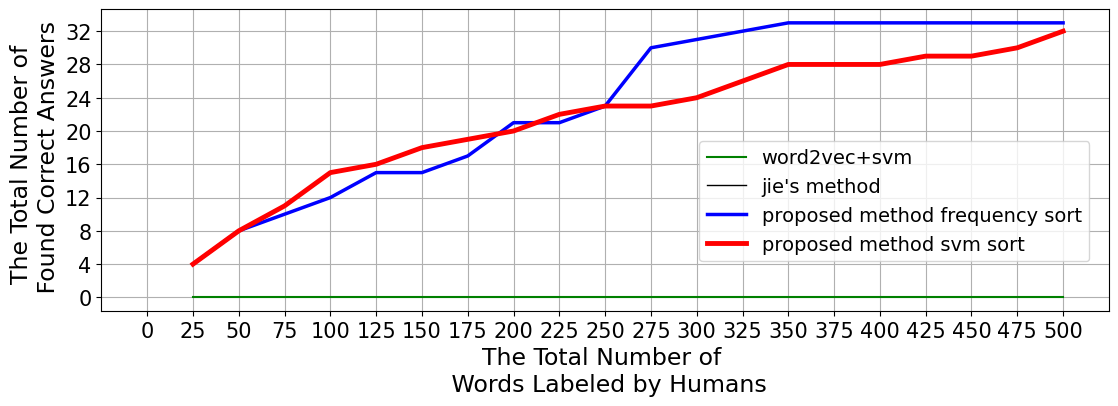 The Total Number of
Found Correct Answers
32
28
24
20
16
12
8
4
0
word2vec+svm
jie's method
proposed method frequency sort
proposed method svm sort
0 25 50 75 100 125 150 175 200 225 250 275 300 325 350 375 400 425 450 475 500
The Total Number of
Words Labeled by Humans